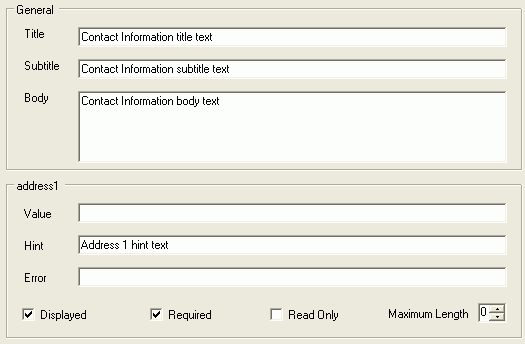 General
Title Contact Information title text
Subtitle Contact Information subtitle text
Body Contact Information body text
address1
Value
Hint Address 1 hint text
Error
Displayed Required Read Only Maximum Length 0